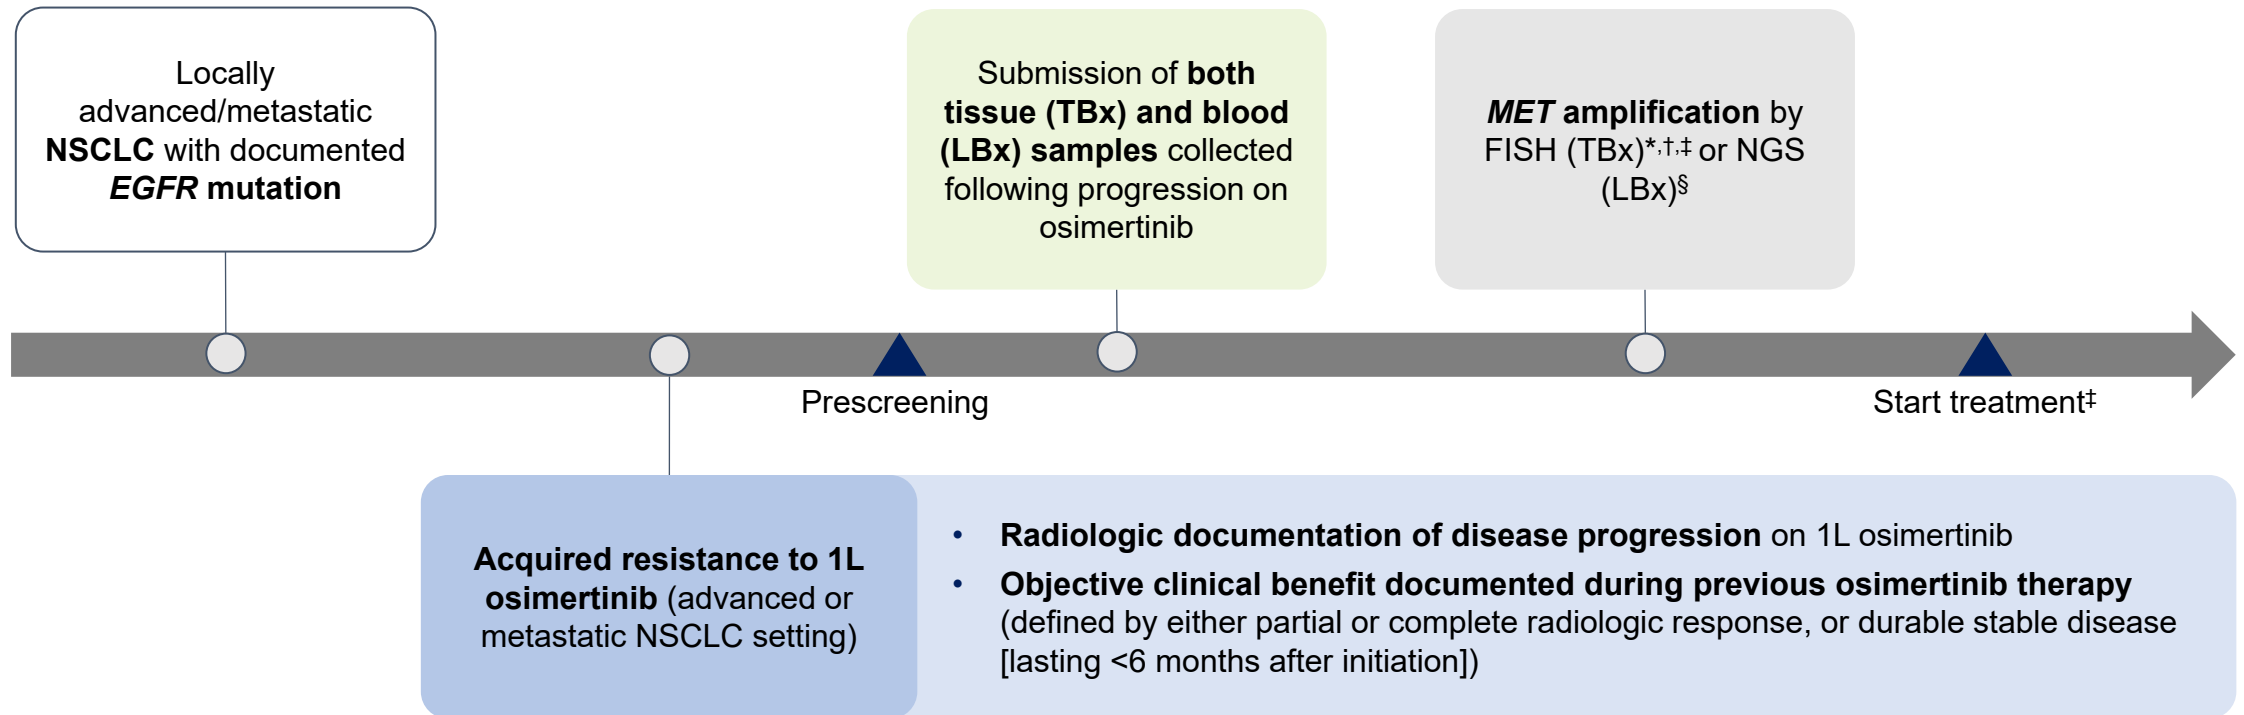 Locally
advanced/metastatic
NSCLC with documented
EGFR mutation
Submission of both
tissue (TBx) and blood
(LBx) samples collected
following progression on
osimertinib
MET amplification by
FISH (TBx)*,†,‡ or NGS
(LBx)§
Prescreening
Start treatment‡
Acquired resistance to 1L
osimertinib (advanced or
metastatic NSCLC setting)
• Radiologic documentation of disease progression on 1L osimertinib
• Objective clinical benefit documented during previous osimertinib therapy
(defined by either partial or complete radiologic response, or durable stable disease
[lasting <6 months after initiation])